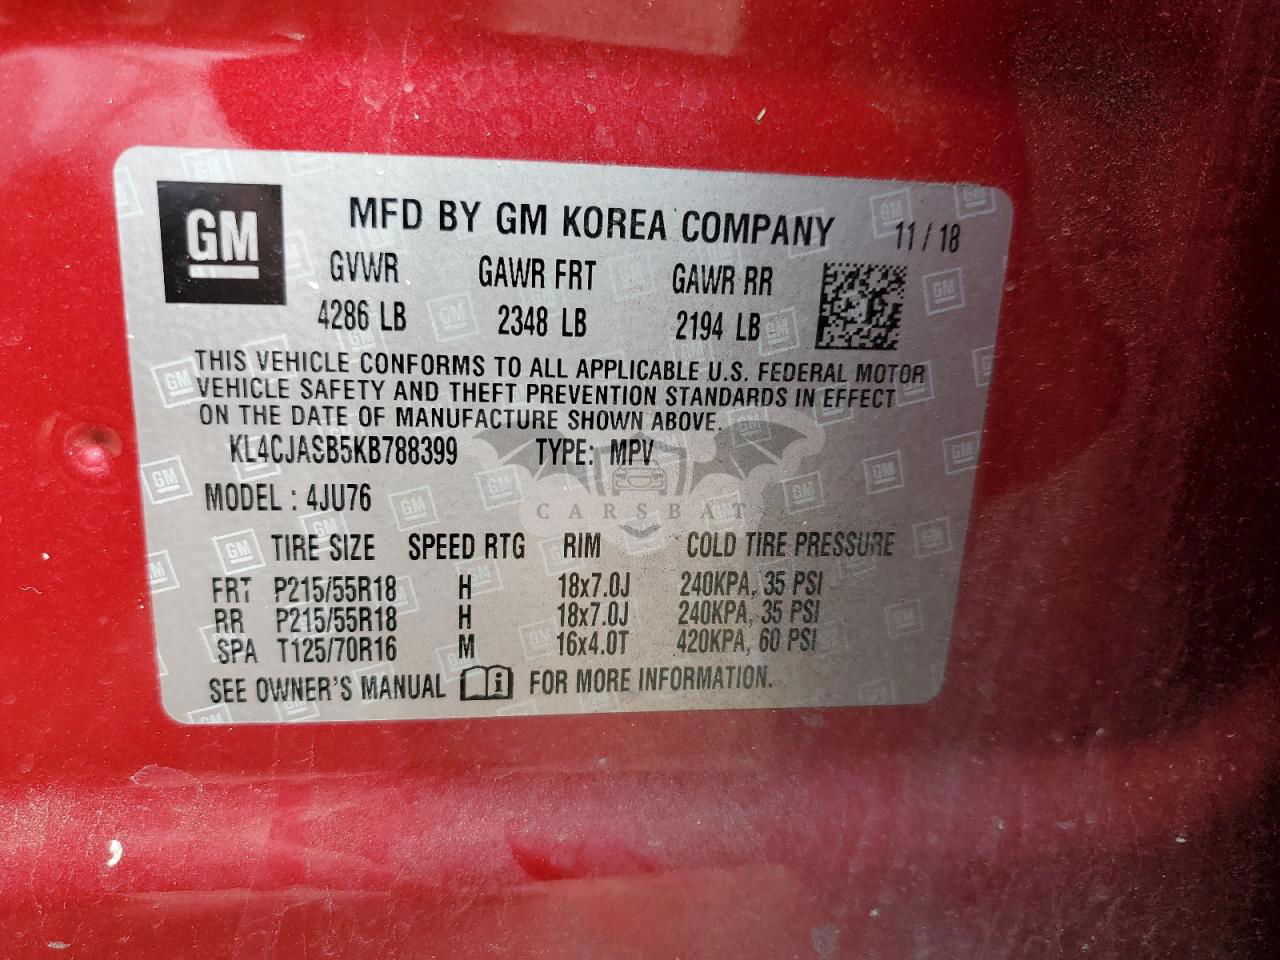 GM MFD BY GM KOREA COMPANY 11 / 18
GVWR GAWR FRT GAWR RR
4286 LB 2348 LB 2194 LB
THIS VEHICLE CONFORMS TO ALL APPLICABLE U.S. FEDERAL MOTOR
VEHICLE SAFETY AND THEFT PREVENTION STANDARDS IN EFFECT
ON THE DATE OF MANUFACTURE SHOWN ABOVE.
KL4CJASB5KB788399 TYPE: MPV
MODEL : 4JU76
CARSBAT
TIRE SIZE SPEED RTG RIM COLD TIRE PRESSURE
FRT P215/55R18 H 18x7.0J 240KPA, 35 PSI
RR P215/55R18 H 18x7.0J 240KPA, 35 PSI
SPA T125/70R16 M 16x4.0T 420KPA, 60 PSI
SEE OWNER'S MANUAL i FOR MORE INFORMATION.